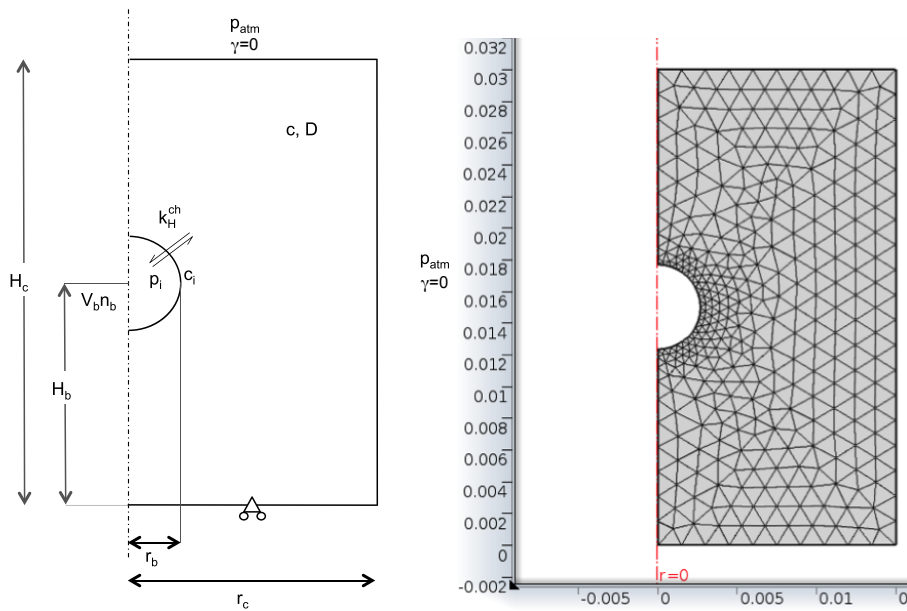 p_atm
γ=0
c, D
k_H^ch
H_c
p_i
c_i
V_b n_b
H_b
r_b
r_c
p_atm
γ=0
0.032
0.03
0.028
0.026
0.024
0.022
0.02
0.018
0.016
0.014
0.012
0.01
0.008
0.006
0.004
0.002
0
-0.002
r=0
-0.005
0
0.005
0.01